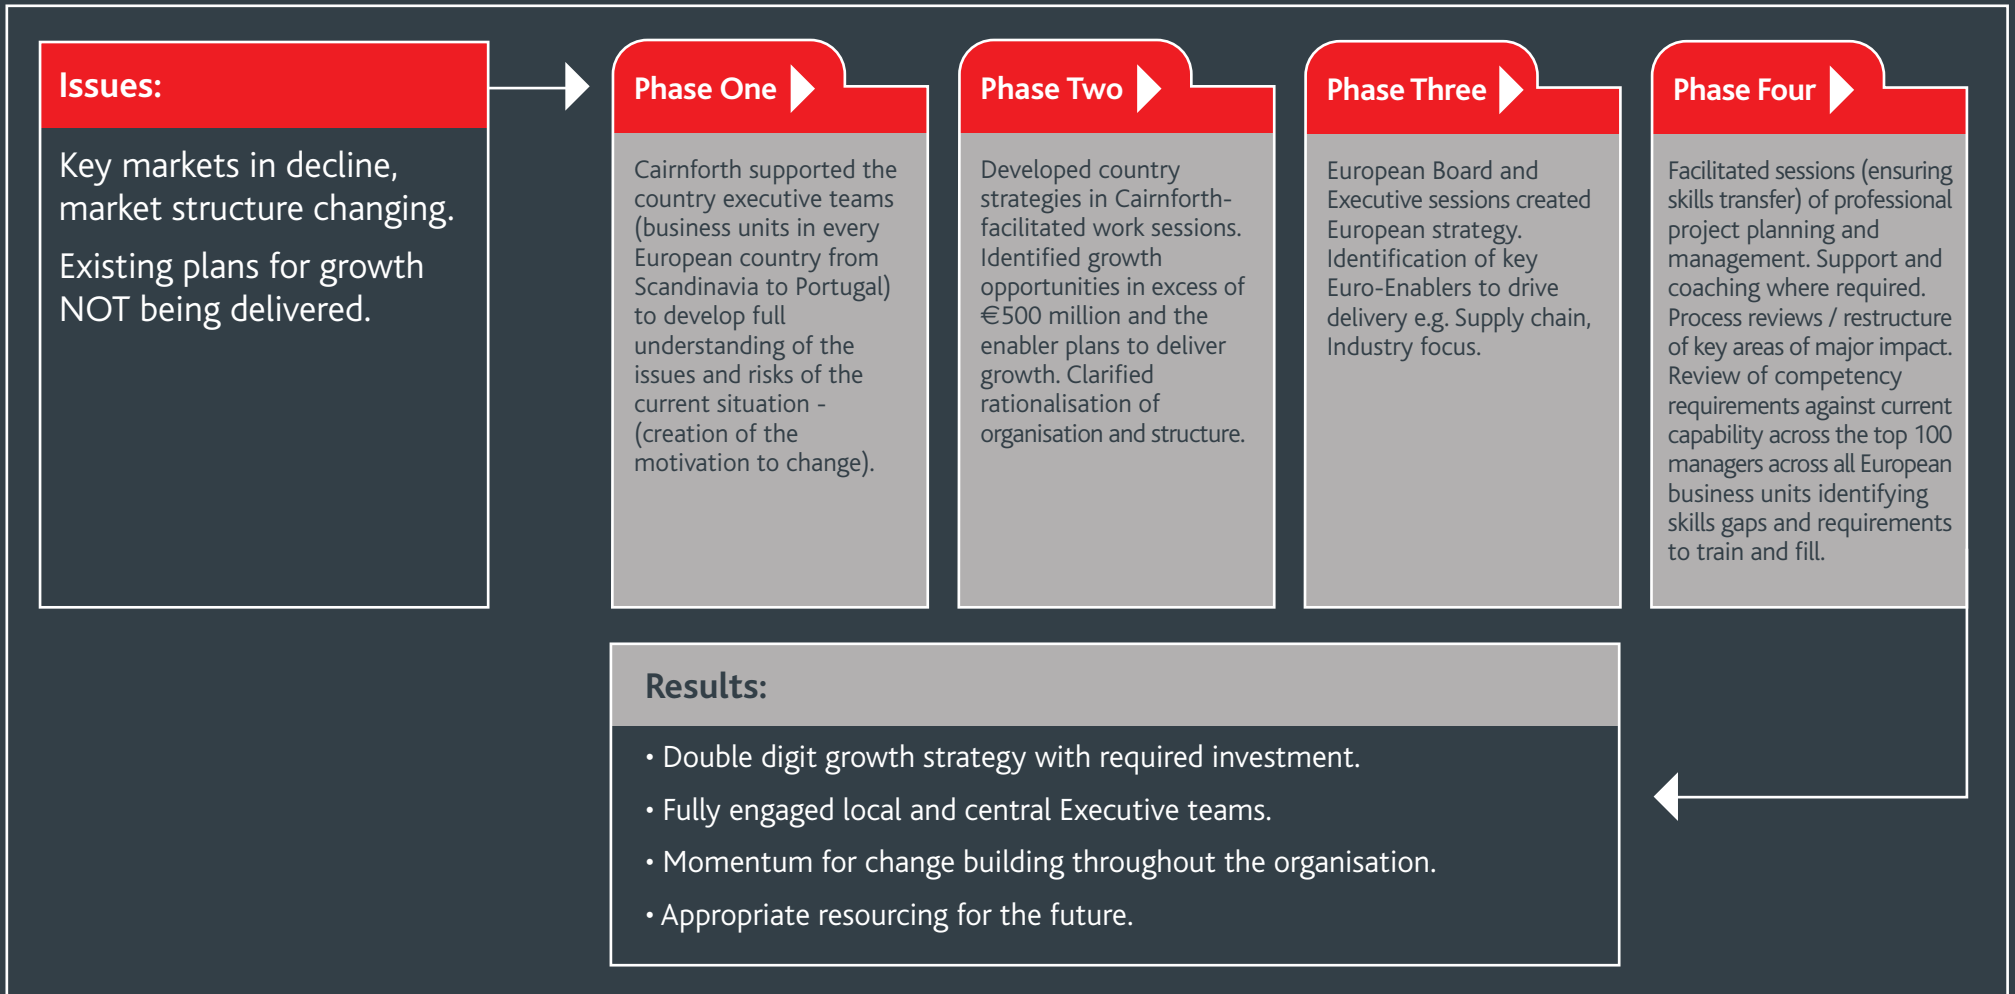 Issues:
Key markets in decline,
market structure changing.
Existing plans for growth
NOT being delivered.
Phase One
Cairnforth supported the
country executive teams
(business units in every
European country from
Scandinavia to Portugal)
to develop full
understanding of the
issues and risks of the
current situation -
(creation of the
motivation to change).
Phase Two
Developed country
strategies in Cairnforth-
facilitated work sessions.
Identified growth
opportunities in excess of
€500 million and the
enabler plans to deliver
growth. Clarified
rationalisation of
organisation and structure.
Phase Three
European Board and
Executive sessions created
European strategy.
Identification of key
Euro-Enablers to drive
delivery e.g. Supply chain,
Industry focus.
Phase Four
Facilitated sessions (ensuring
skills transfer) of professional
project planning and
management. Support and
coaching where required.
Process reviews / restructure
of key areas of major impact.
Review of competency
requirements against current
capability across the top 100
managers across all European
business units identifying
skills gaps and requirements
to train and fill.
Results:
• Double digit growth strategy with required investment.
• Fully engaged local and central Executive teams.
• Momentum for change building throughout the organisation.
• Appropriate resourcing for the future.